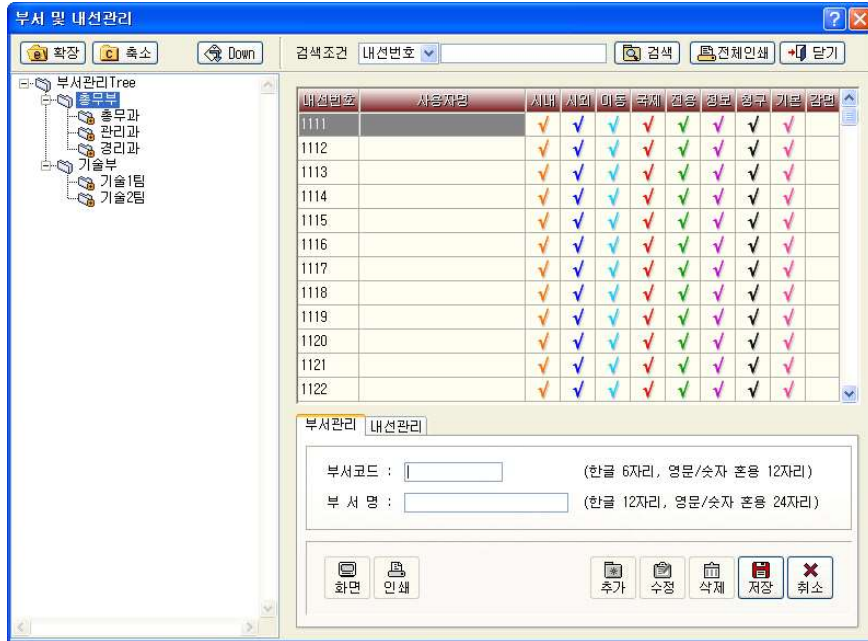 부서 및 내선관리
확장 축소 Down 검색조건 내선번호 검색 전체인쇄 닫기
부서관리Tree
총무부
총무과
관리과
경리과
기술부
기술1팀
기술2팀
내선번호 사용자명 시내 시외 이동 국제 전용 정보 청구 기본 감면
1111
1112
1113
1114
1115
1116
1117
1118
1119
1120
1121
1122
부서관리 내선관리
부서코드 : (한글 6자리, 영문/숫자 혼용 12자리)
부 서 명 : (한글 12자리, 영문/숫자 혼용 24자리)
화면 인쇄 추가 수정 삭제 저장 취소